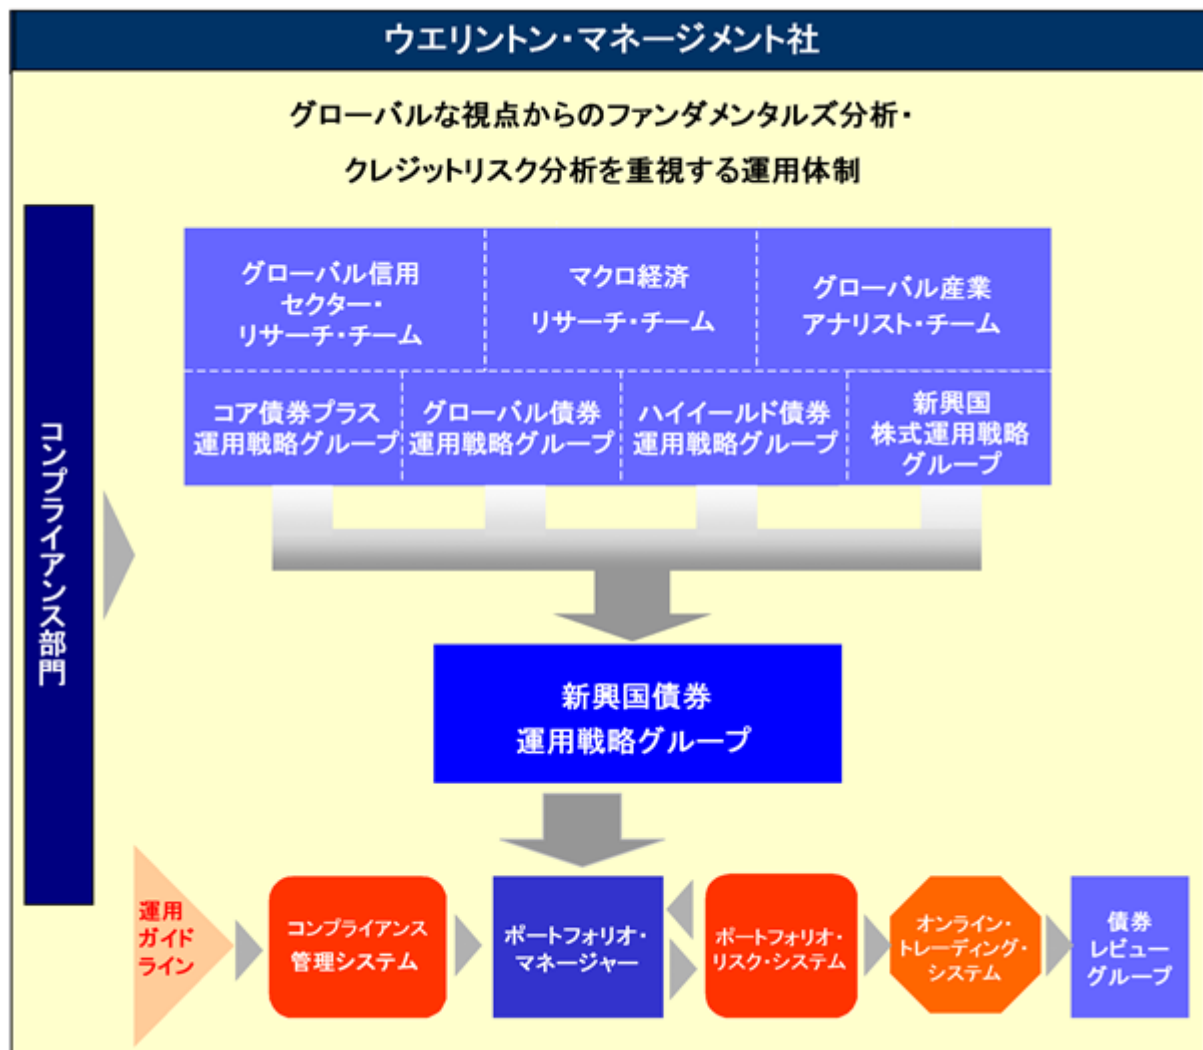 ウエリントン・マネージメント社
グローバルな視点からのファンダメンタルズ分析・
クレジットリスク分析を重視する運用体制
コンプライアンス部門
グローバル信用
セクター・
リサーチ・チーム
マクロ経済
リサーチ・チーム
グローバル産業
アナリスト・チーム
コア債券プラス
運用戦略グループ
グローバル債券
運用戦略グループ
ハイイールド債券
運用戦略グループ
新興国
株式運用戦略
グループ
新興国債券
運用戦略グループ
運用
ガイド
ライン
コンプライアンス
管理システム
ポートフォリオ・
マネージャー
ポートフォリオ・
リスク・システム
オンライン・
トレーディング・
システム
債券
レビュー
グループ